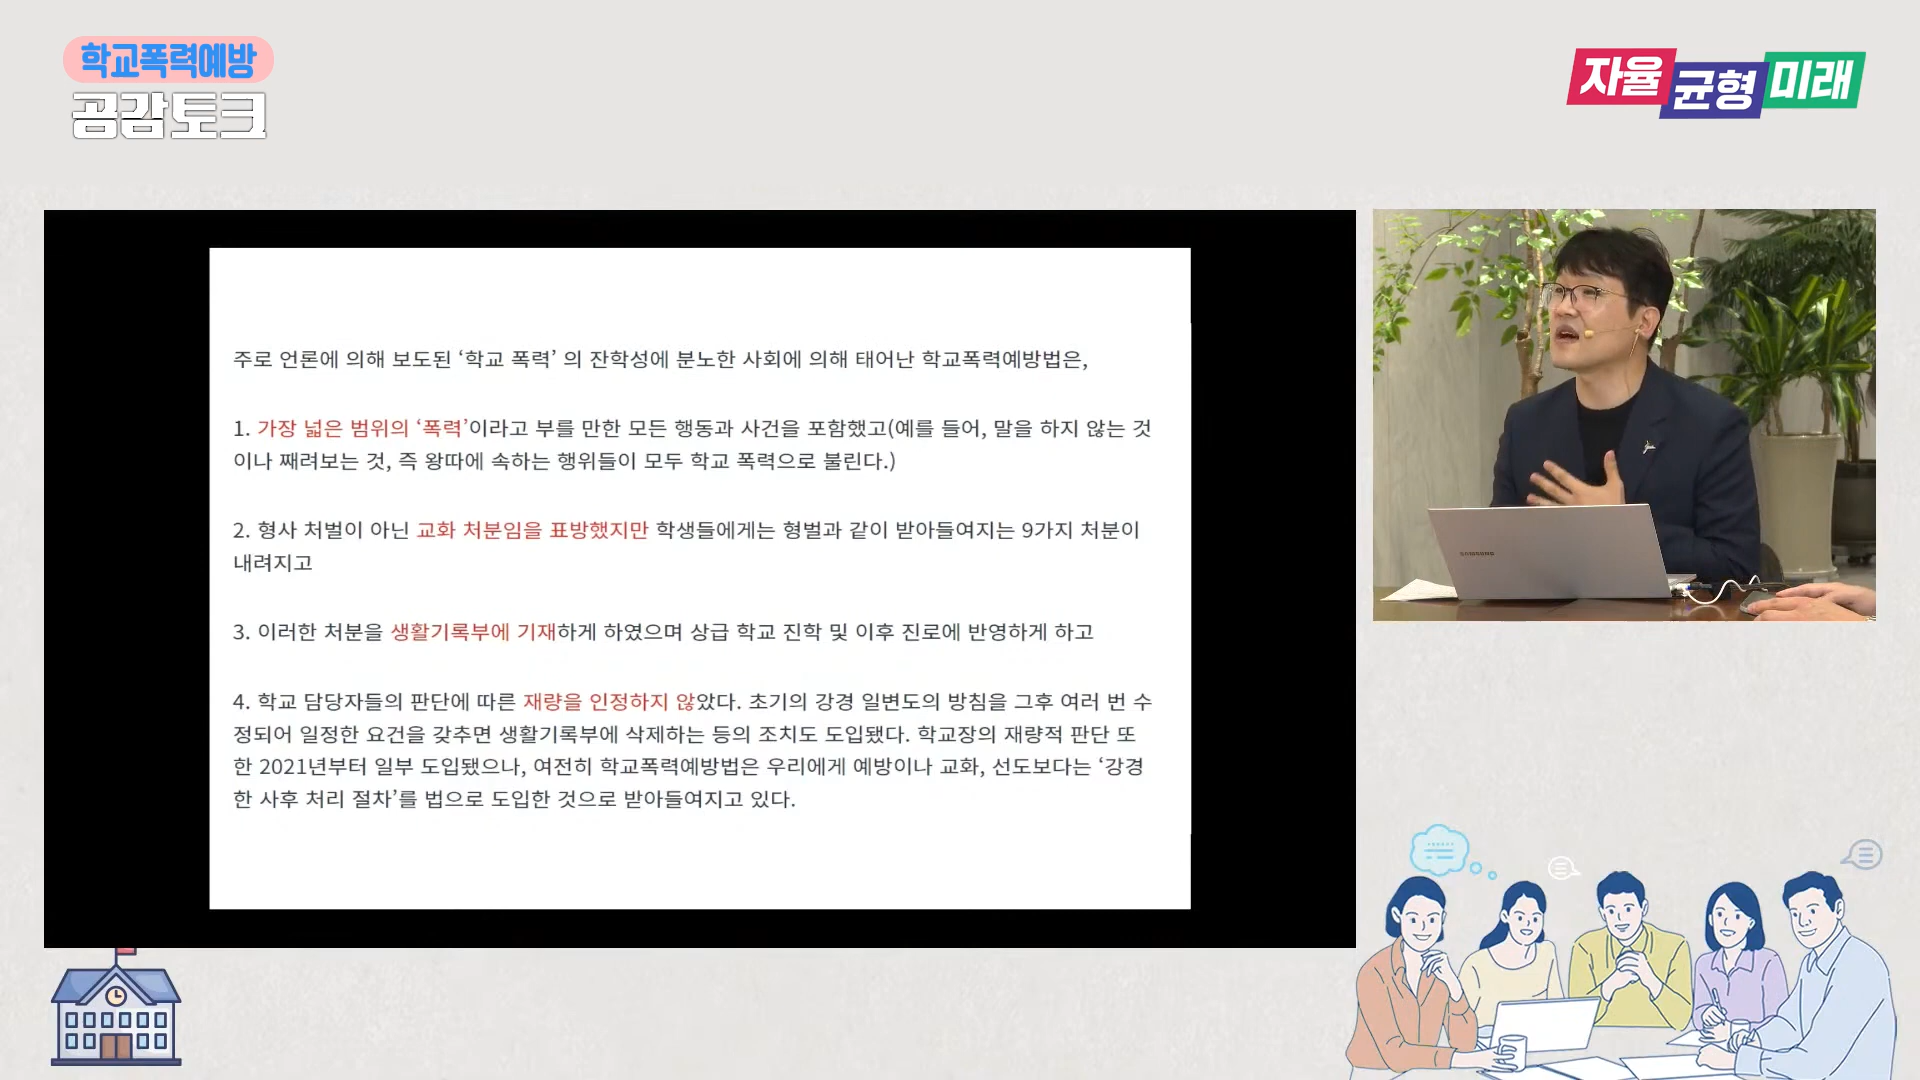 학교폭력예방
공감토크
자율 균형 미래
주로 언론에 의해 보도된 ‘학교 폭력’ 의 잔학성에 분노한 사회에 의해 태어난 학교폭력예방법은,
1. 가장 넓은 범위의 ‘폭력’이라고 부를 만한 모든 행동과 사건을 포함했고(예를 들어, 말을 하지 않는 것
이나 째려보는 것, 즉 왕따에 속하는 행위들이 모두 학교 폭력으로 불린다.)
2. 형사 처벌이 아닌 교화 처분임을 표방했지만 학생들에게는 형벌과 같이 받아들여지는 9가지 처분이
내려지고
3. 이러한 처분을 생활기록부에 기재하게 하였으며 상급 학교 진학 및 이후 진로에 반영하게 하고
4. 학교 담당자들의 판단에 따른 재량을 인정하지 않았다. 초기의 강경 일변도의 방침을 그후 여러 번 수
정되어 일정한 요건을 갖추면 생활기록부에 삭제하는 등의 조치도 도입됐다. 학교장의 재량적 판단 또
한 2021년부터 일부 도입됐으나, 여전히 학교폭력예방법은 우리에게 예방이나 교화, 선도보다는 ‘강경
한 사후 처리 절차’를 법으로 도입한 것으로 받아들여지고 있다.
SAMSUNG